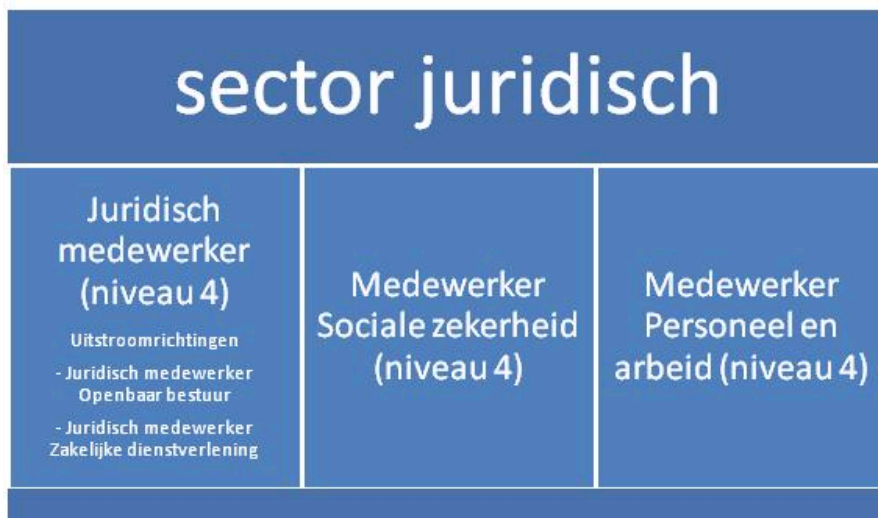 sector juridisch
Juridisch
medewerker
(niveau 4)
Uitstroomrichtingen
- Juridisch medewerker
Openbaar bestuur
- Juridisch medewerker
Zakelijke dienstverlening
Medewerker
Sociale zekerheid
(niveau 4)
Medewerker
Personeel en
arbeid (niveau 4)